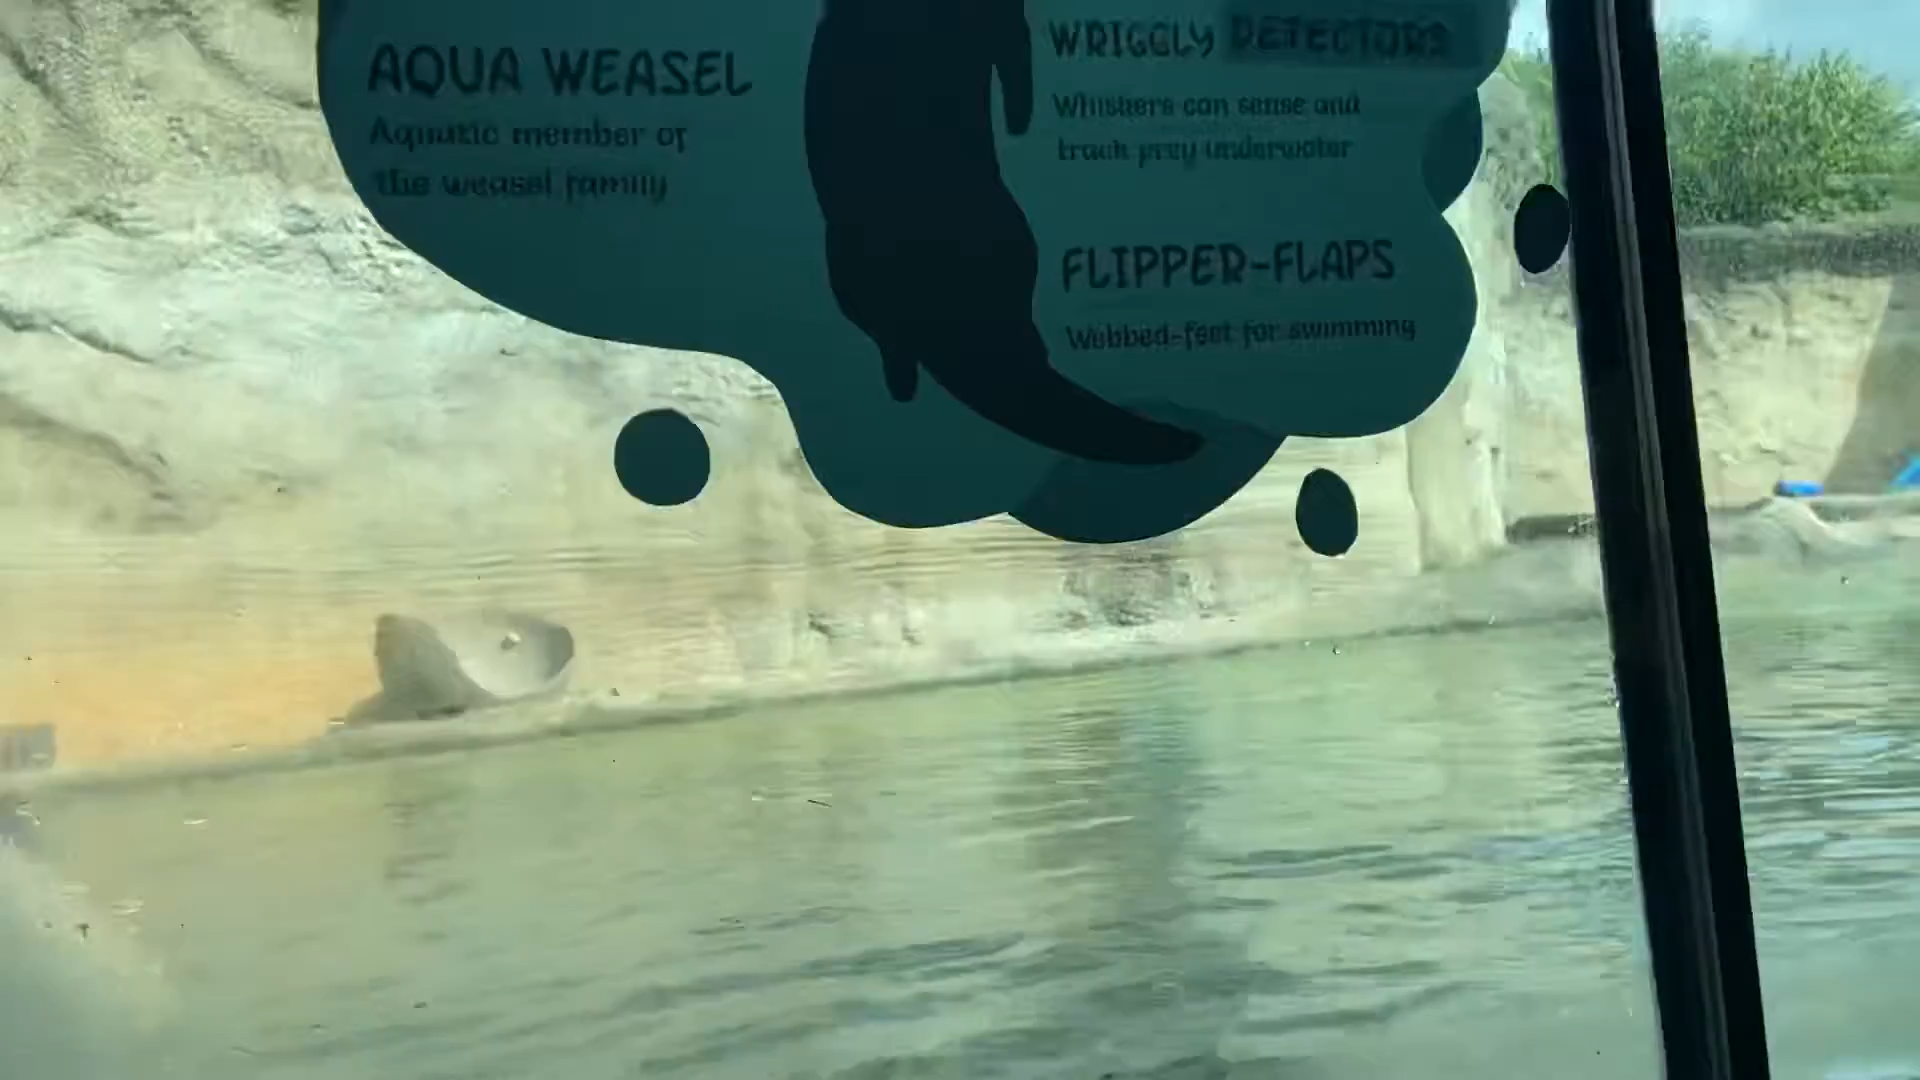 AQUA WEASEL
Aquatic member of
the weasel family
WRIGGLY DETECTORS
Whiskers can sense and
track prey underwater
FLIPPER-FLAPS
Webbed-feet for swimming